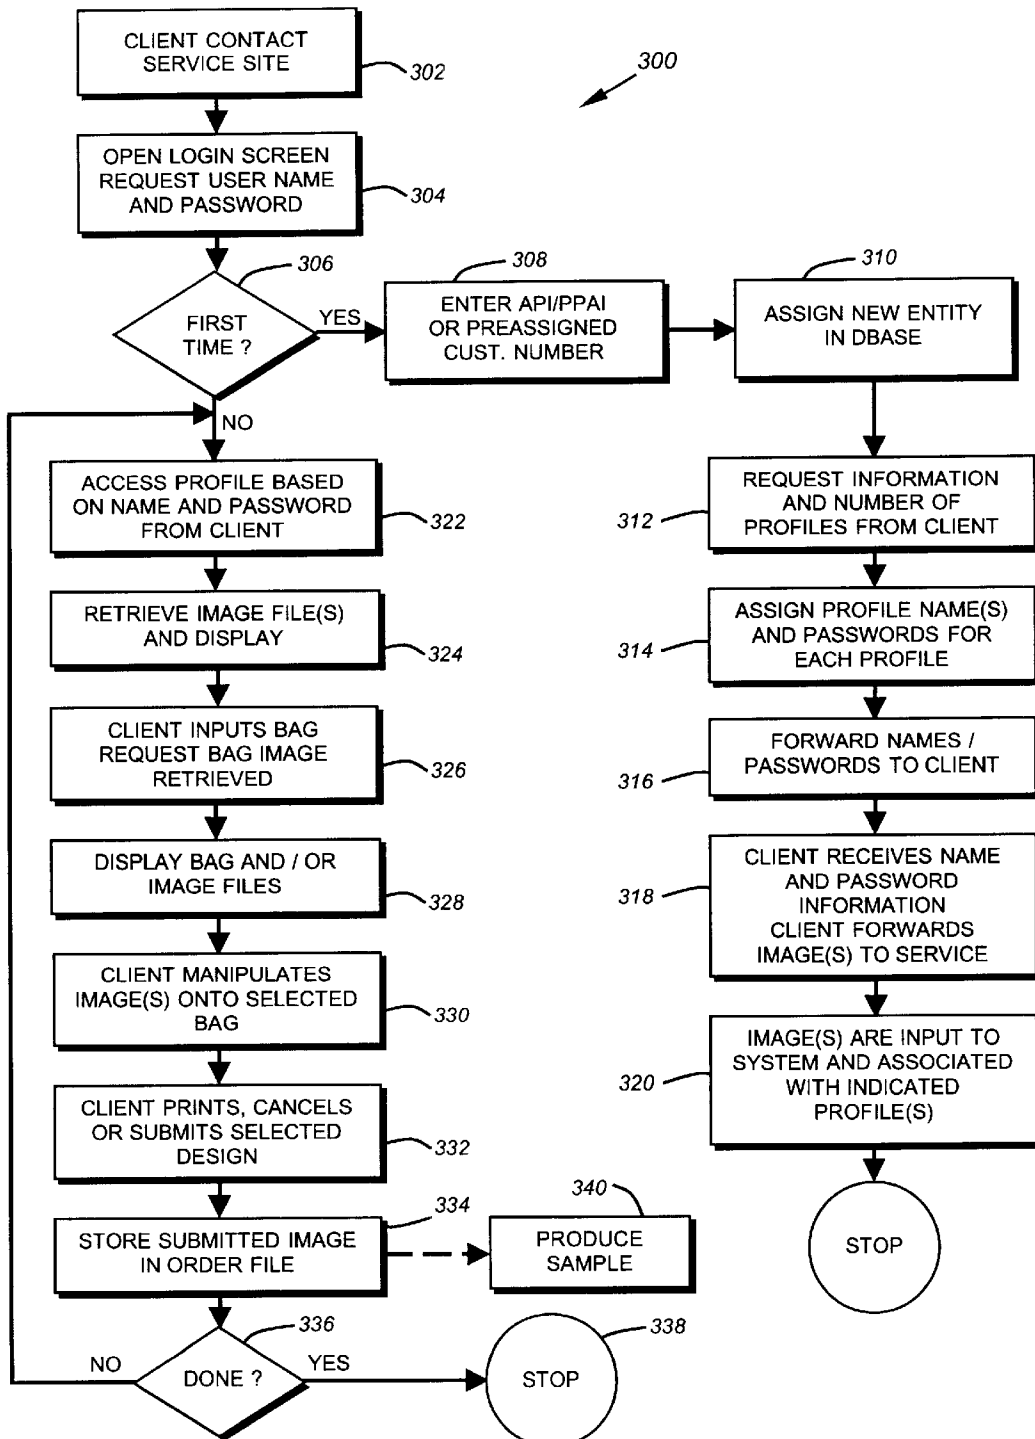 CLIENT CONTACT
SERVICE SITE
302
300
OPEN LOGIN SCREEN
REQUEST USER NAME
AND PASSWORD
304
306
FIRST
TIME ?
YES
NO
308
ENTER API/PPAI
OR PREASSIGNED
CUST. NUMBER
310
ASSIGN NEW ENTITY
IN DBASE
ACCESS PROFILE BASED
ON NAME AND PASSWORD
FROM CLIENT
322
RETRIEVE IMAGE FILE(S)
AND DISPLAY
324
CLIENT INPUTS BAG
REQUEST BAG IMAGE
RETRIEVED
326
DISPLAY BAG AND / OR
IMAGE FILES
328
CLIENT MANIPULATES
IMAGE(S) ONTO SELECTED
BAG
330
CLIENT PRINTS, CANCELS
OR SUBMITS SELECTED
DESIGN
332
STORE SUBMITTED IMAGE
IN ORDER FILE
334
340
PRODUCE
SAMPLE
336
DONE ?
NO
YES
338
STOP
REQUEST INFORMATION
AND NUMBER OF
PROFILES FROM CLIENT
312
ASSIGN PROFILE NAME(S)
AND PASSWORDS FOR
EACH PROFILE
314
FORWARD NAMES /
PASSWORDS TO CLIENT
316
CLIENT RECEIVES NAME
AND PASSWORD
INFORMATION
CLIENT FORWARDS
IMAGE(S) TO SERVICE
318
IMAGE(S) ARE INPUT TO
SYSTEM AND ASSOCIATED
WITH INDICATED
PROFILE(S)
320
STOP